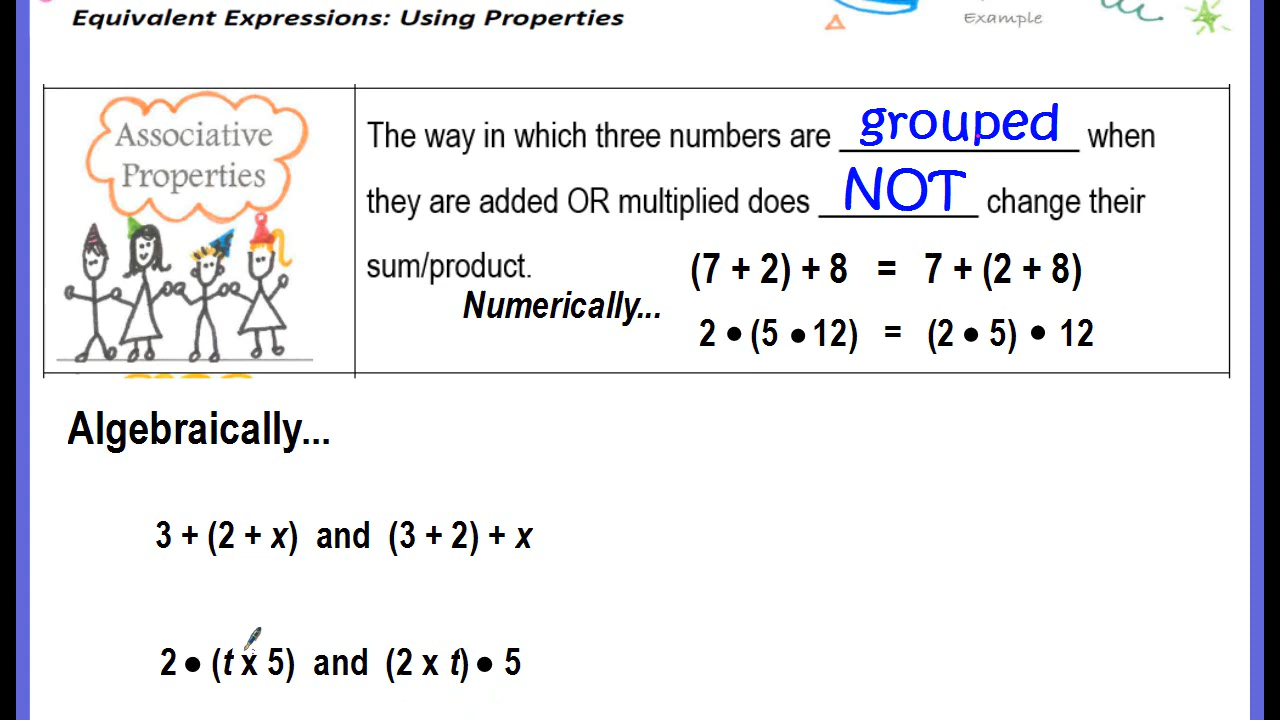 Equivalent Expressions: Using Properties
Example
Associative
Properties
The way in which three numbers are grouped when
they are added OR multiplied does NOT change their
sum/product.
(7 + 2) + 8 = 7 + (2 + 8)
Numerically...
2 • (5 • 12) = (2 • 5) • 12
Algebraically...
3 + (2 + x) and (3 + 2) + x
2 • (t x 5) and (2 x t) • 5